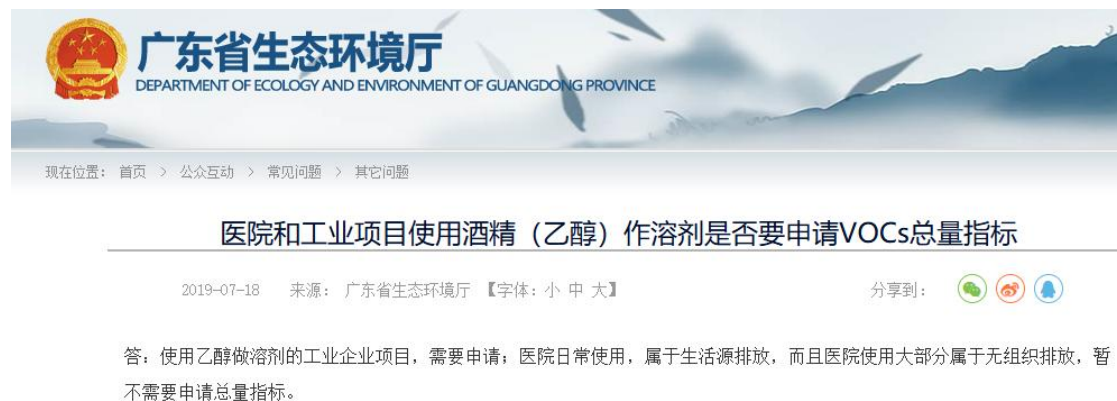 广东省生态环境厅
DEPARTMENT OF ECOLOGY AND ENVIRONMENT OF GUANGDONG PROVINCE
现在位置： 首页 > 公众互动 > 常见问题 > 其它问题
医院和工业项目使用酒精（乙醇）作溶剂是否要申请VOCs总量指标
2019-07-18 来源： 广东省生态环境厅 【字体：小 中 大】 分享到：
答：使用乙醇做溶剂的工业企业项目，需要申请；医院日常使用，属于生活源排放，而且医院使用大部分属于无组织排放，暂
不需要申请总量指标。